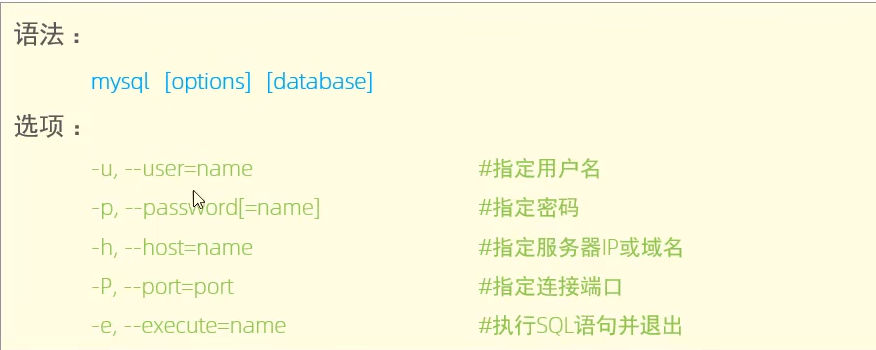 语法：
mysql [options] [database]
选项：
-u, --user=name #指定用户名
-p, --password[=name] #指定密码
-h, --host=name #指定服务器IP或域名
-P, --port=port #指定连接端口
-e, --execute=name #执行SQL语句并退出